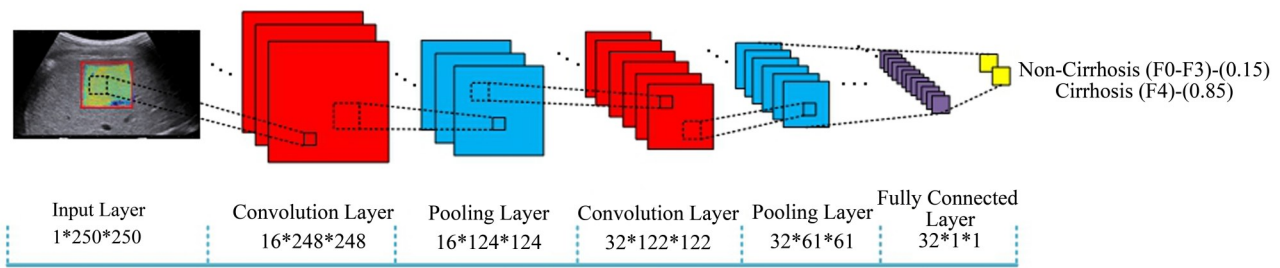 Non-Cirrhosis (F0-F3)-(0.15)
Cirrhosis (F4)-(0.85)
Input Layer
1*250*250
Convolution Layer
16*248*248
Pooling Layer
16*124*124
Convolution Layer
32*122*122
Pooling Layer
32*61*61
Fully Connected
Layer
32*1*1